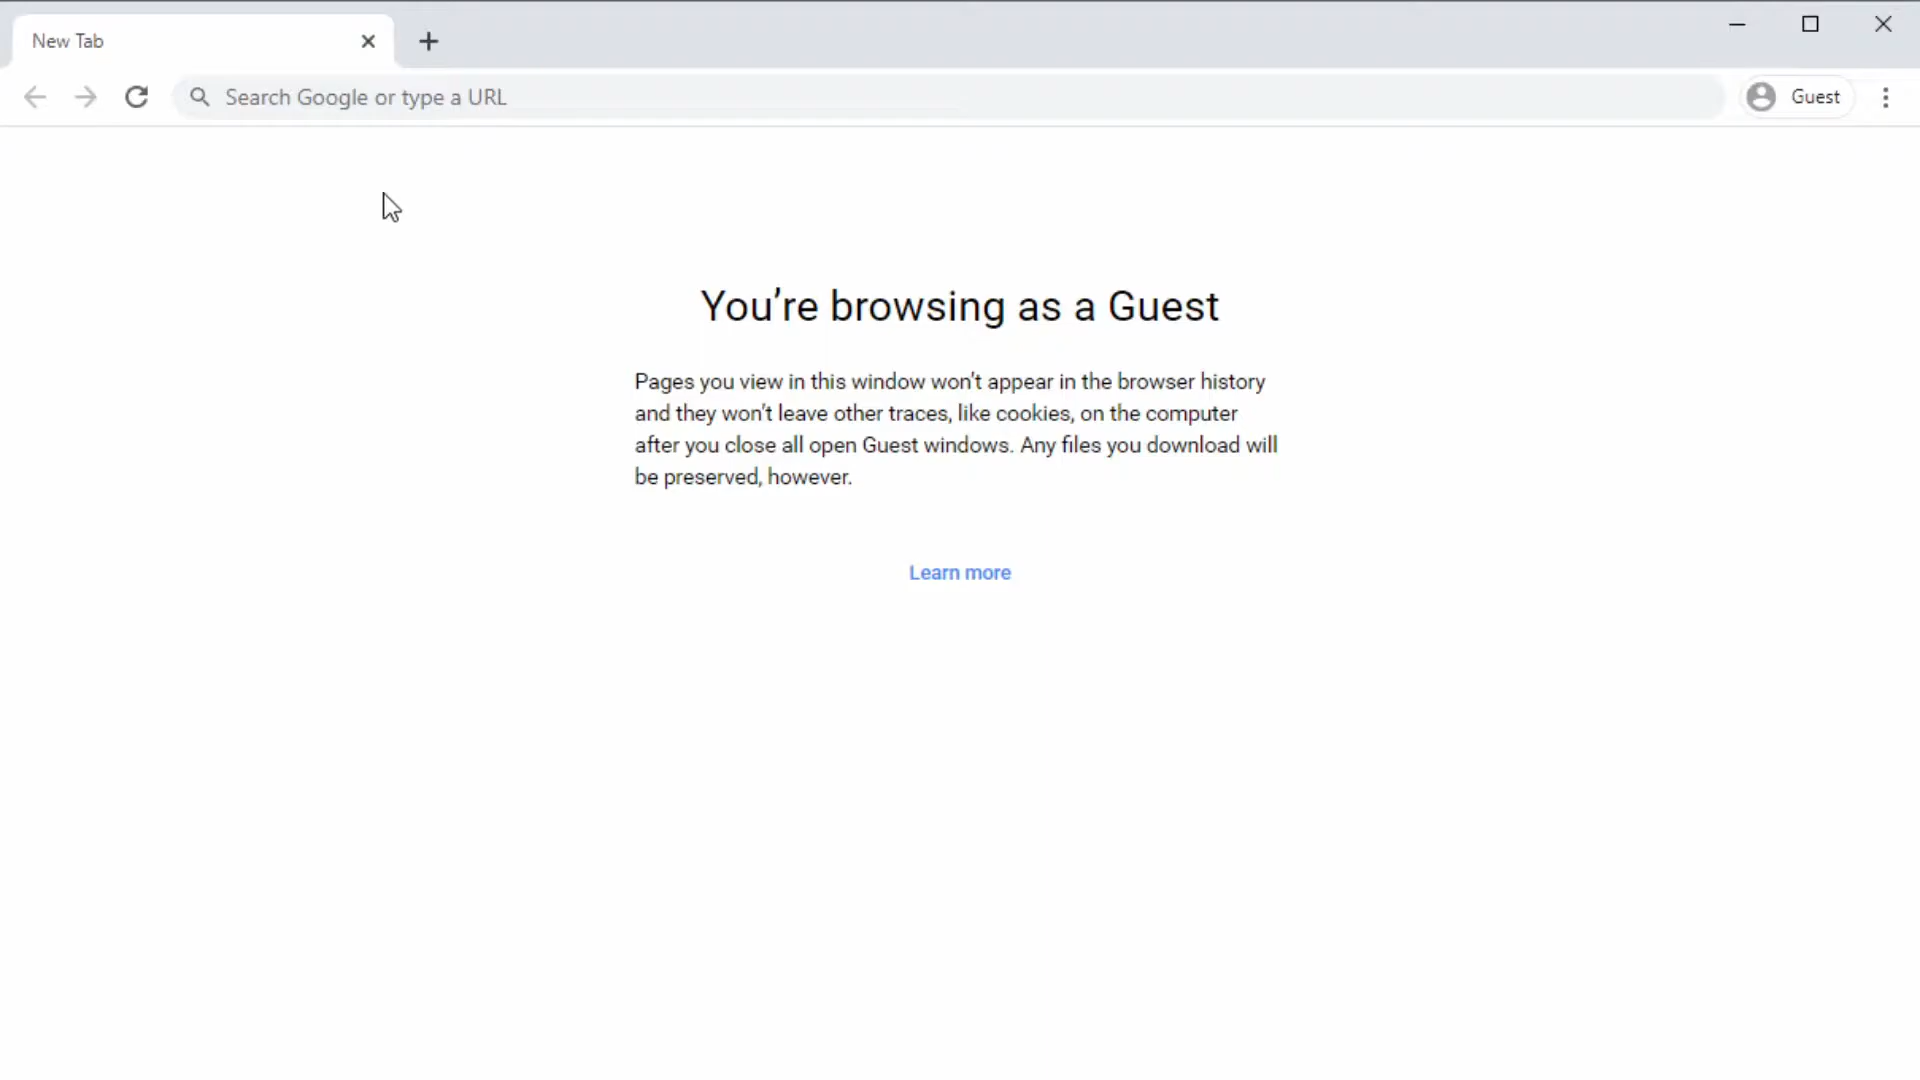 New Tab
Search Google or type a URL
Guest
You’re browsing as a Guest
Pages you view in this window won’t appear in the browser history
and they won’t leave other traces, like cookies, on the computer
after you close all open Guest windows. Any files you download will
be preserved, however.
Learn more